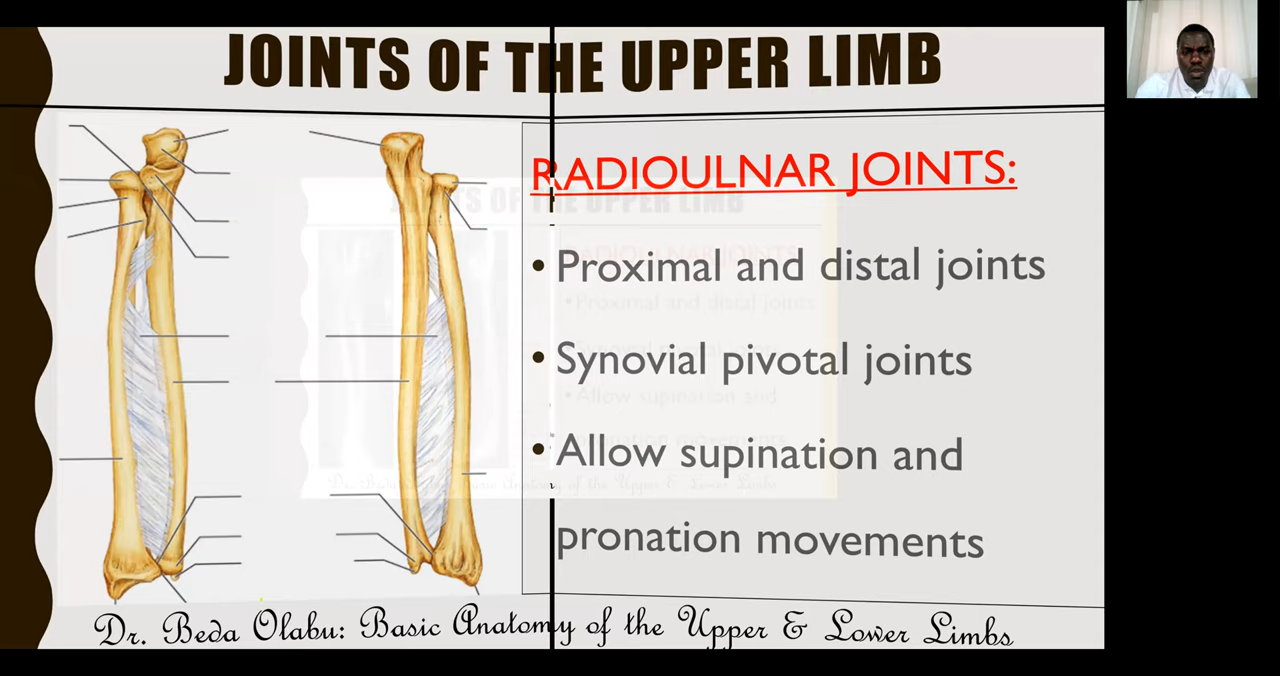 JOINTS OF THE UPPER LIMB
RADIOULNAR JOINTS:
• Proximal and distal joints
• Synovial pivotal joints
• Allow supination and
pronation movements
Dr. Beda Olabu: Basic Anatomy of the Upper & Lower Limbs